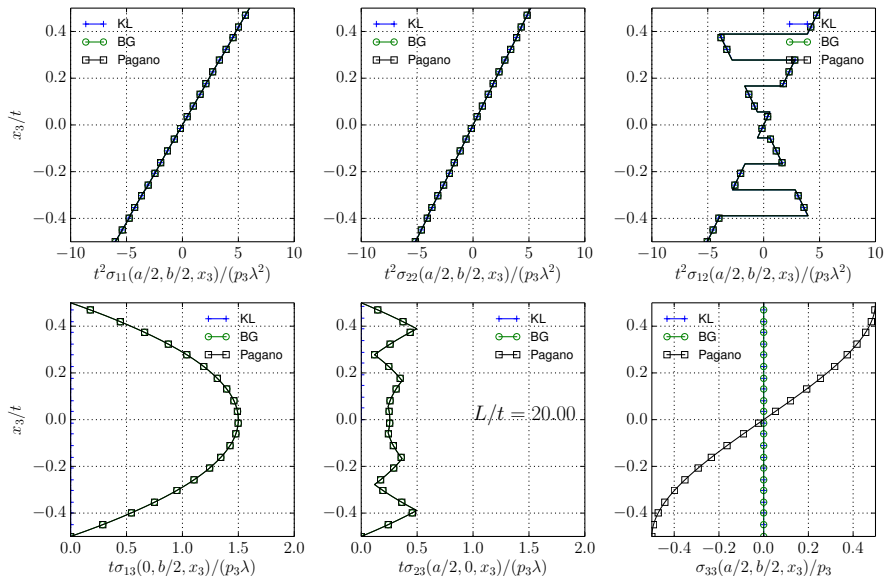 KL
BG
Pagano
KL
BG
Pagano
KL
BG
Pagano
x₃/t
0.4
0.2
0.0
−0.2
−0.4
0.4
0.2
0.0
−0.2
−0.4
0.4
0.2
0.0
−0.2
−0.4
−10 −5 0 5 10
−10 −5 0 5 10
−10 −5 0 5 10
t²σ₁₁(a/2, b/2, x₃)/(p₃λ²)
t²σ₂₂(a/2, b/2, x₃)/(p₃λ²)
t²σ₁₂(a/2, b/2, x₃)/(p₃λ²)
KL
BG
Pagano
KL
BG
Pagano
KL
BG
Pagano
x₃/t
0.4
0.2
0.0
−0.2
−0.4
0.4
0.2
0.0
−0.2
−0.4
L/t = 20.00
0.4
0.2
0.0
−0.2
−0.4
0.0 0.5 1.0 1.5 2.0
0.0 0.5 1.0 1.5 2.0
−0.4 −0.2 0.0 0.2 0.4
tσ₁₃(0, b/2, x₃)/(p₃λ)
tσ₂₃(a/2, 0, x₃)/(p₃λ)
σ₃₃(a/2, b/2, x₃)/p₃